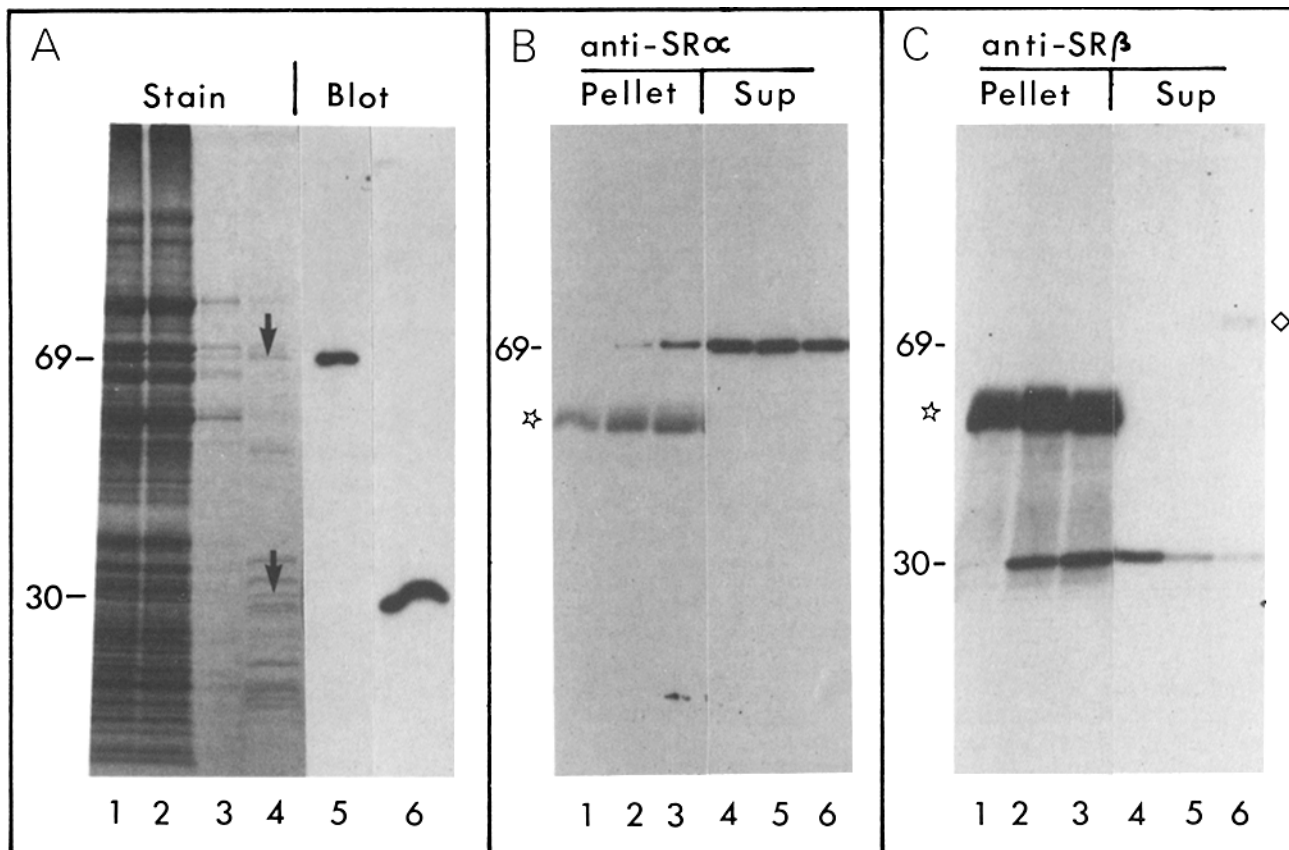 A
Stain
Blot
69
30
1 2 3 4 5 6
B
anti-SRα
Pellet
Sup
69-
☆
1 2 3 4 5 6
C
anti-SRβ
Pellet
Sup
69-
☆
◇
30-
1 2 3 4 5 6